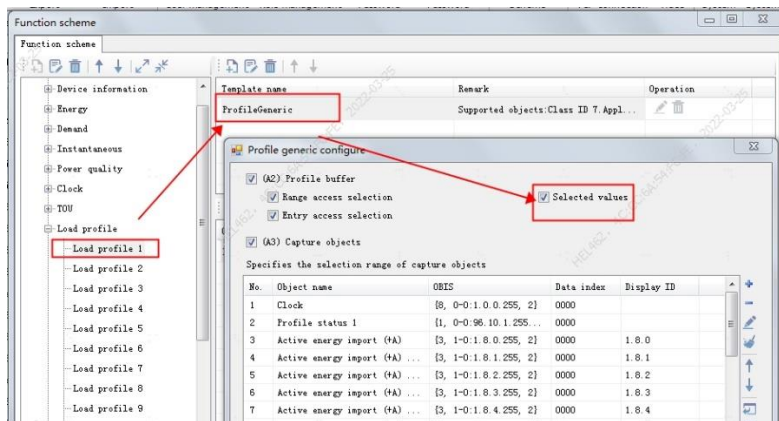 Function scheme
Function scheme
Device information
Energy
Demand
Instantaneous
Power quality
Clock
TOU
Load profile
Load profile 1
Load profile 2
Load profile 3
Load profile 4
Load profile 5
Load profile 6
Load profile 7
Load profile 8
Load profile 9
Template name Remark Operation
ProfileGeneric Supported objects:Class ID 7.Appl...
Profile generic configure
(A2) Profile buffer
Range access selection Selected values
Entry access selection
(A3) Capture objects
Specifies the selection range of capture objects
No. Object name OBIS Data index Display ID
1 Clock {8, 0-0:1.0.0.255, 2} 0000
2 Profile status 1 {1, 0-0:96.10.1.255... 0000
3 Active energy import (+A) {3, 1-0:1.8.0.255, 2} 0000 1.8.0
4 Active energy import (+A) ... {3, 1-0:1.8.1.255, 2} 0000 1.8.1
5 Active energy import (+A) ... {3, 1-0:1.8.2.255, 2} 0000 1.8.2
6 Active energy import (+A) ... {3, 1-0:1.8.3.255, 2} 0000 1.8.3
7 Active energy import (+A) ... {3, 1-0:1.8.4.255, 2} 0000 1.8.4